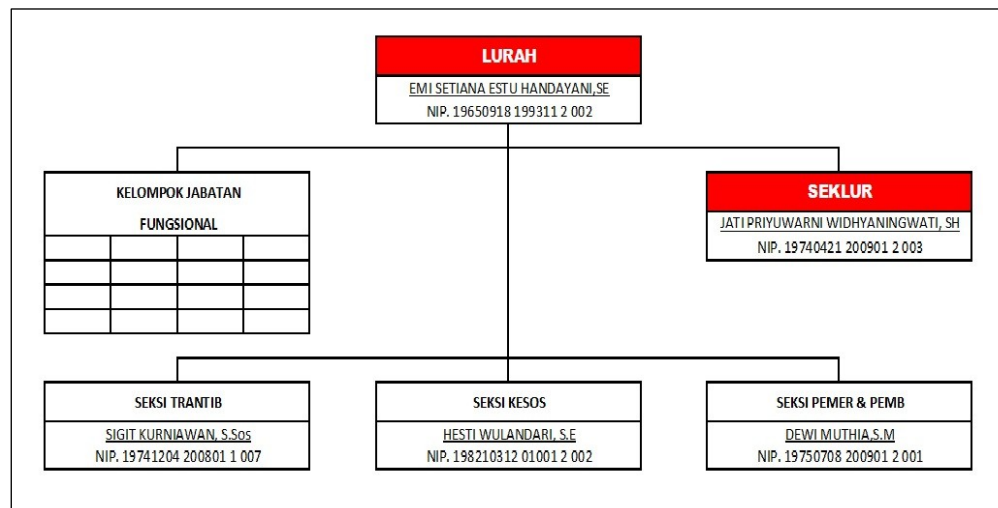 LURAH
EMI SETIANA ESTU HANDAYANI,SE
NIP. 19650918 199311 2 002
KELOMPOK JABATAN
FUNGSIONAL
SEKLUR
JATI PRIYUWARNI WIDHYANINGWATI, SH
NIP. 19740421 200901 2 003
SEKSI TRANTIB
SIGIT KURNIAWAN, S.Sos
NIP. 19741204 200801 1 007
SEKSI KESOS
HESTI WULANDARI, S.E
NIP. 198210312 01001 2 002
SEKSI PEMER & PEMB
DEWI MUTHIA,S.M
NIP. 19750708 200901 2 001